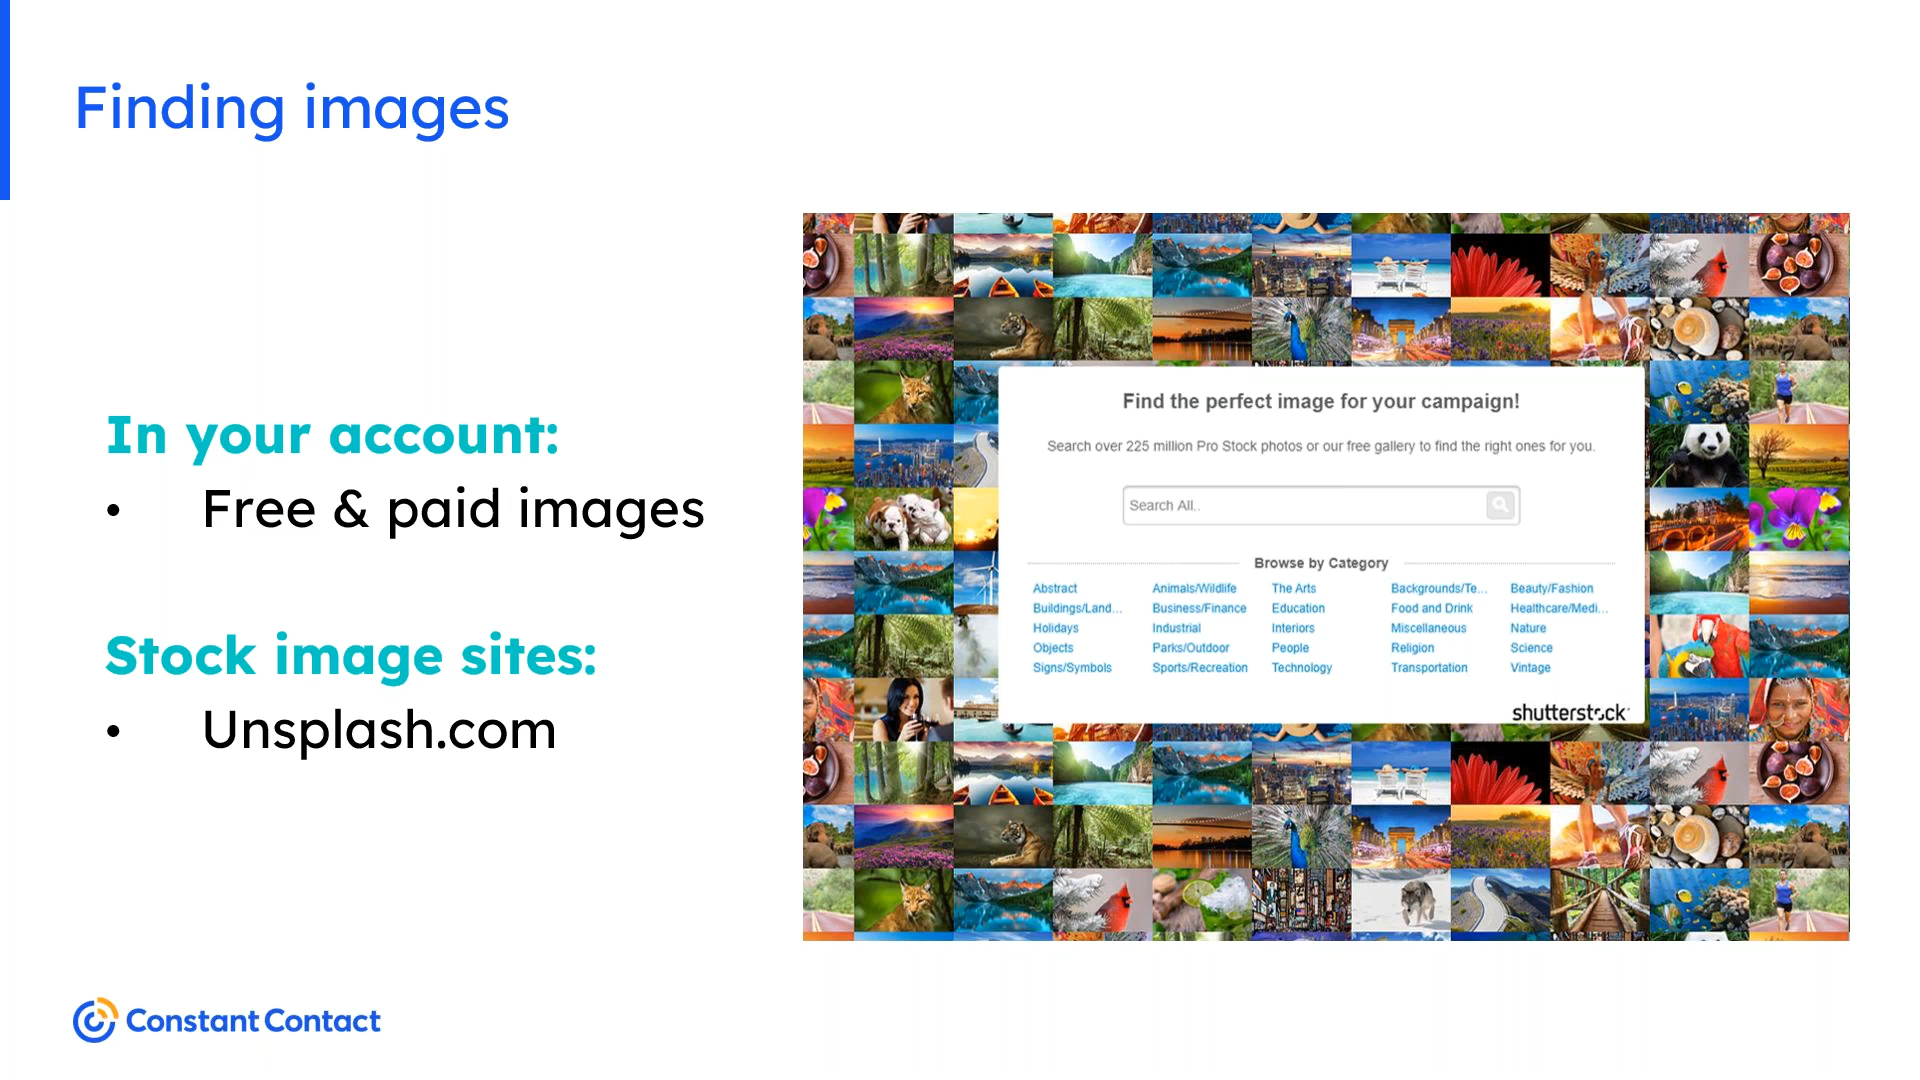 Finding images
In your account:
• Free & paid images
Stock image sites:
• Unsplash.com
Find the perfect image for your campaign!
Search over 225 million Pro Stock photos or our free gallery to find the right ones for you.
Search All..
Browse by Category
Abstract Animals/Wildlife The Arts Backgrounds/Te... Beauty/Fashion
Buildings/Land... Business/Finance Education Food and Drink Healthcare/Medi...
Holidays Industrial Interiors Miscellaneous Nature
Objects Parks/Outdoor People Religion Science
Signs/Symbols Sports/Recreation Technology Transportation Vintage
shutterstock
Constant Contact